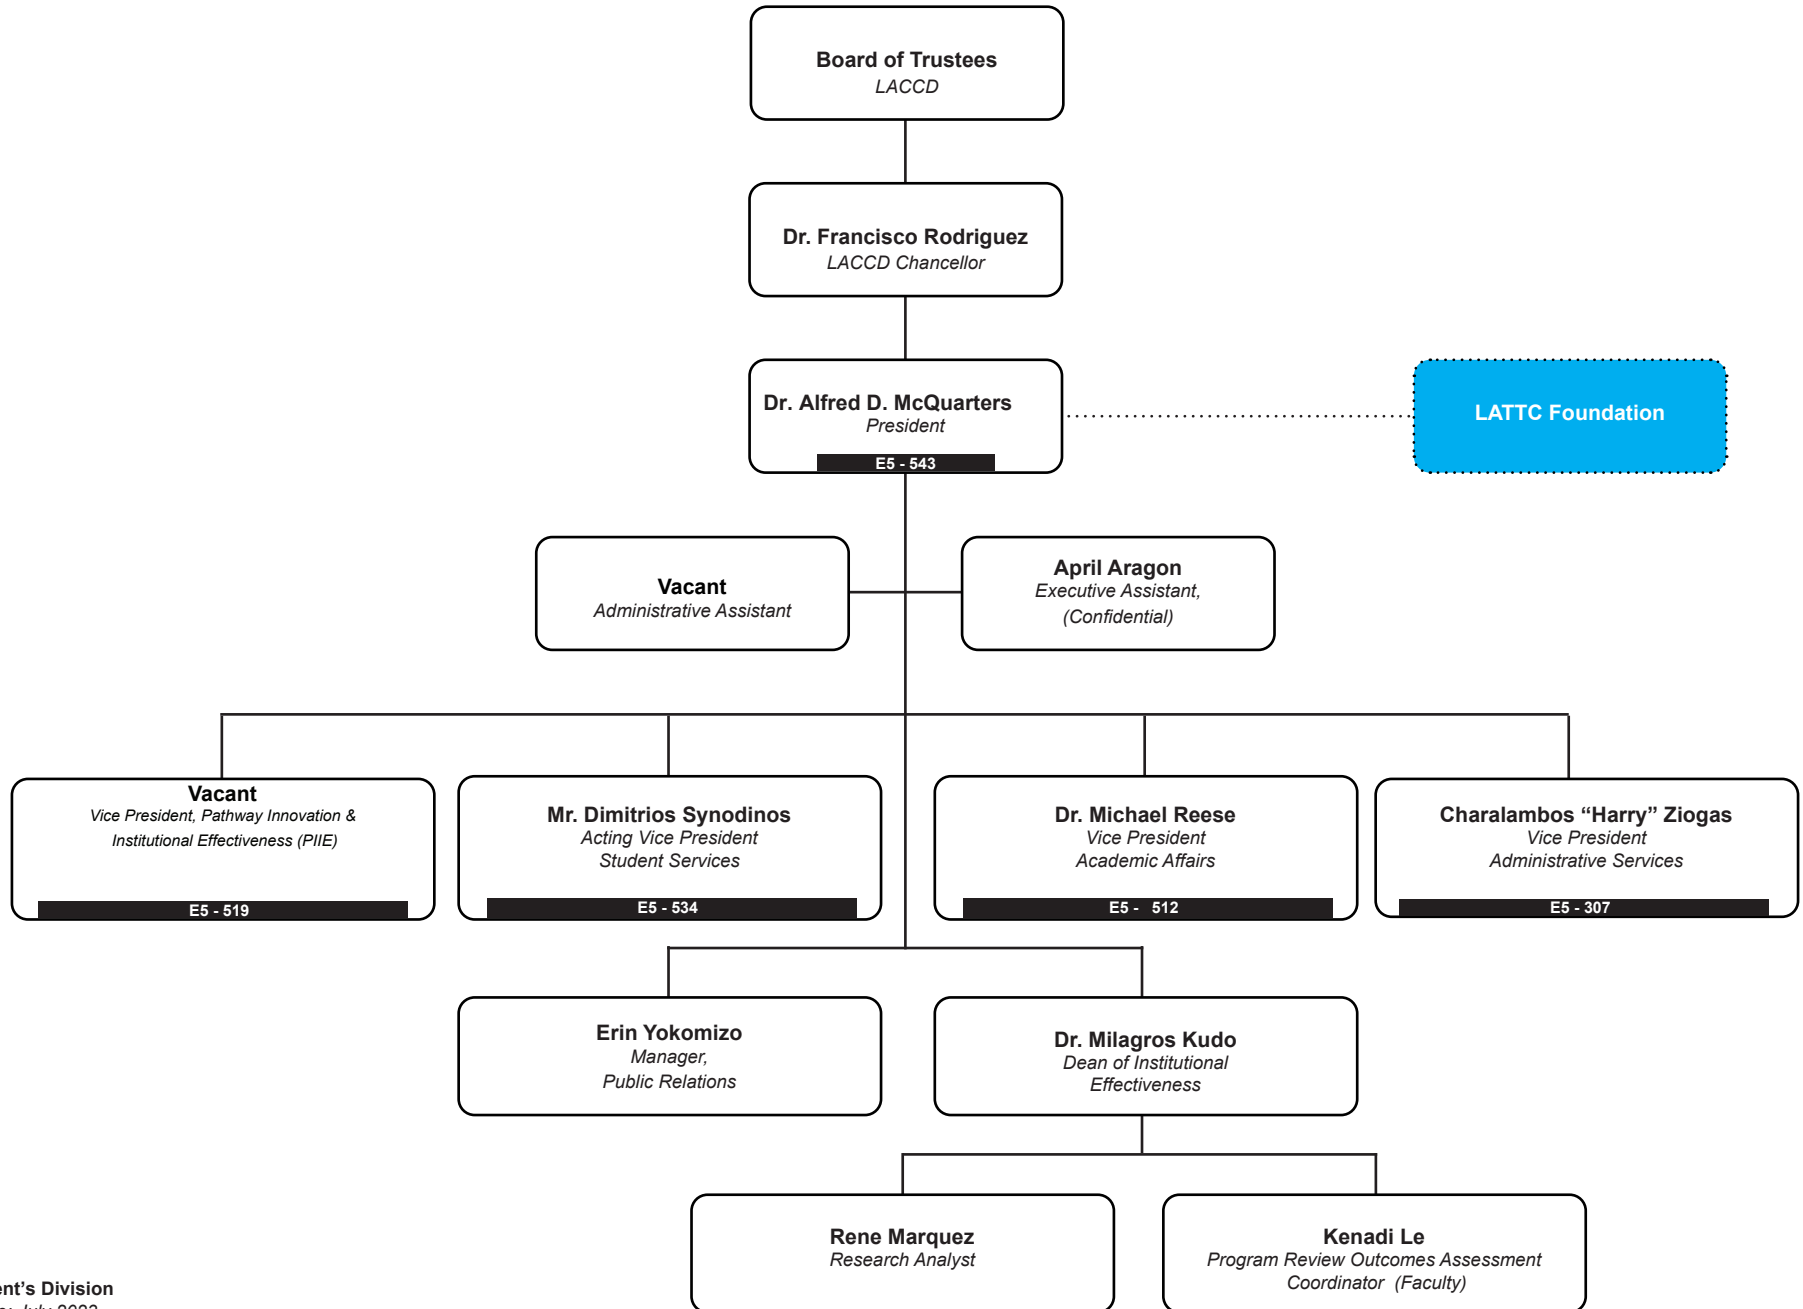 Board of Trustees
LACCD
Dr. Francisco Rodriguez
LACCD Chancellor
Dr. Alfred D. McQuarters
President
E5 - 543
LATTC Foundation
Vacant
Administrative Assistant
April Aragon
Executive Assistant,
(Confidential)
Vacant
Vice President, Pathway Innovation &
Institutional Effectiveness (PIIE)
E5 - 519
Mr. Dimitrios Synodinos
Acting Vice President
Student Services
E5 - 534
Dr. Michael Reese
Vice President
Academic Affairs
E5 - 512
Charalambos “Harry” Ziogas
Vice President
Administrative Services
E5 - 307
Erin Yokomizo
Manager,
Public Relations
Dr. Milagros Kudo
Dean of Institutional
Effectiveness
Rene Marquez
Research Analyst
Kenadi Le
Program Review Outcomes Assessment
Coordinator (Faculty)
ent’s Division
July 2023